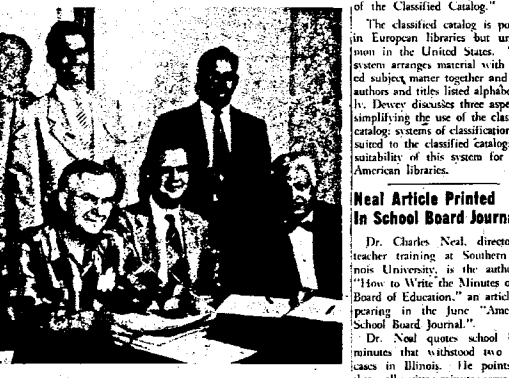 of the Classified Catalog."
The classified catalog is po
in European libraries but un
mon in the United States.
system arranges material with
ed subject matter together and
authors and titles listed alphabe
ly. Dewey discusses three aspe
simplifying the use of the clas
catalog: systems of classification
suited to the classified catalog:
suitability of this system for
American libraries.
Neal Article Printed
In School Board Journa
Dr. Charles Neal, directo
teacher training at Southern
nois University, is the autho
"How to Write the Minutes o
Board of Education." an articl
pearing in the June "Ame
School Board Journal.".
Dr. Neal quotes school
minutes that withstood two
cases in Illinois. He points